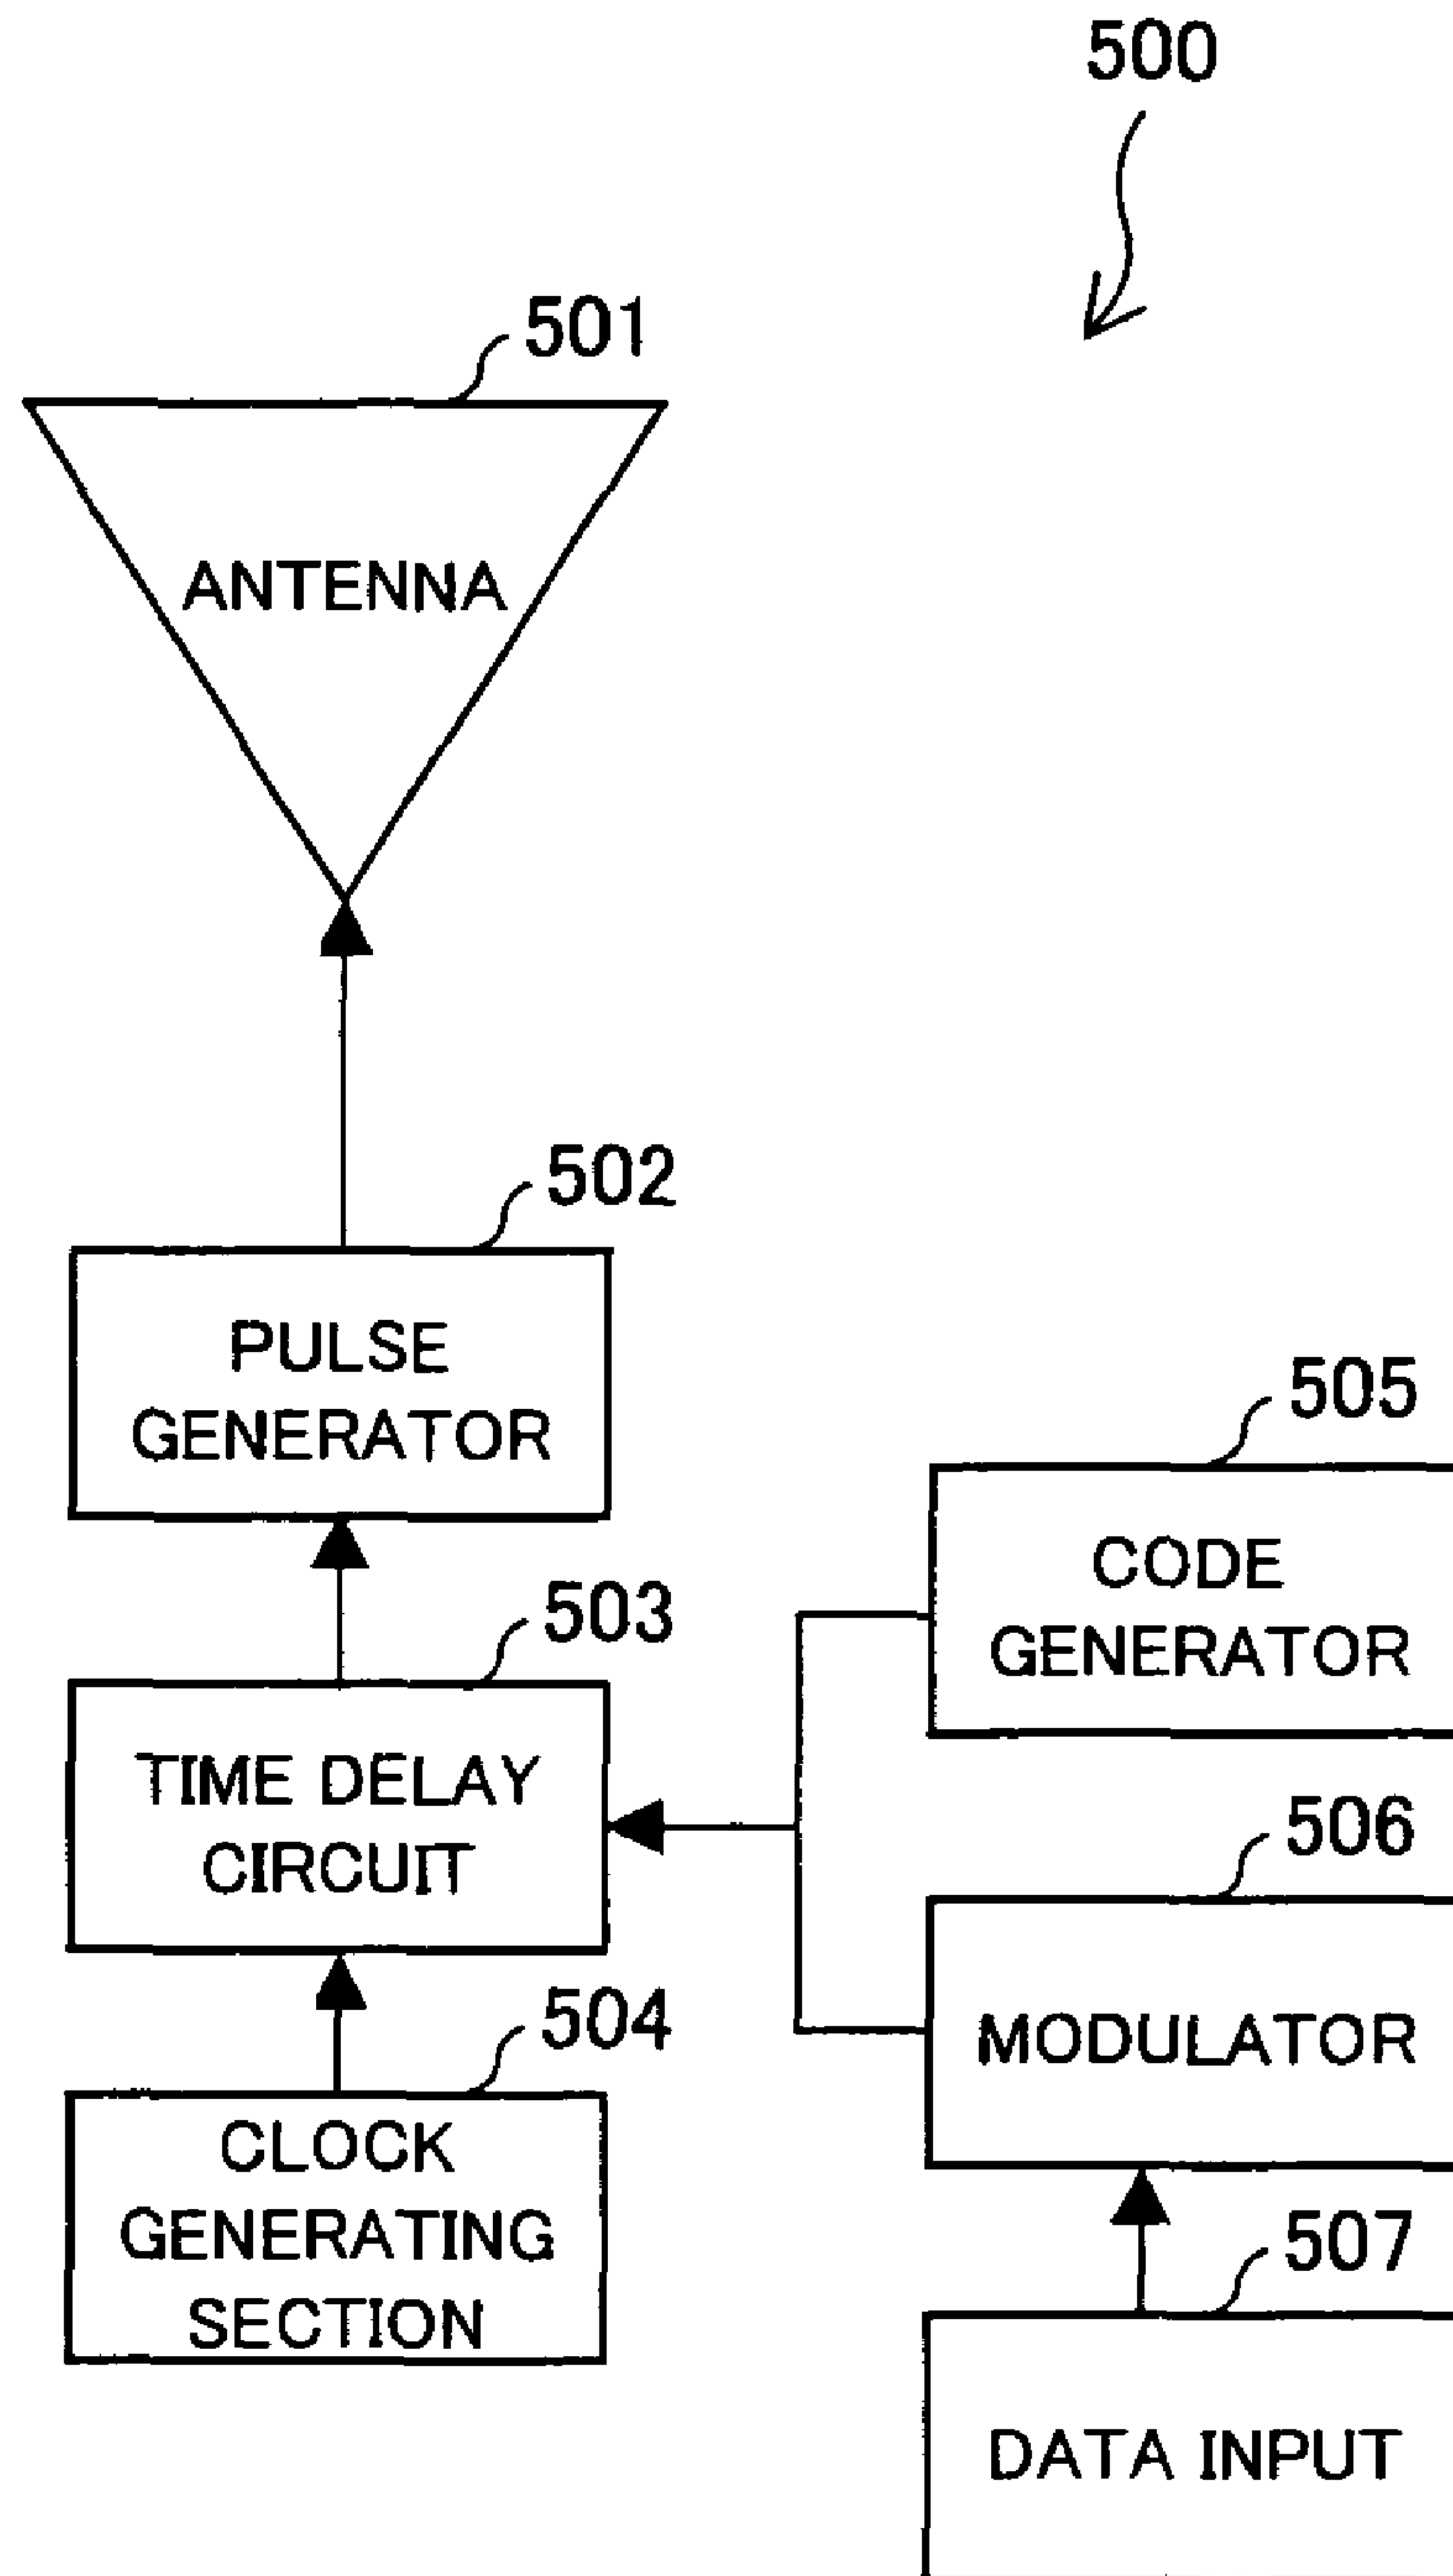 500
501
ANTENNA
502
PULSE
GENERATOR
503
TIME DELAY
CIRCUIT
504
CLOCK
GENERATING
SECTION
505
CODE
GENERATOR
506
MODULATOR
507
DATA INPUT